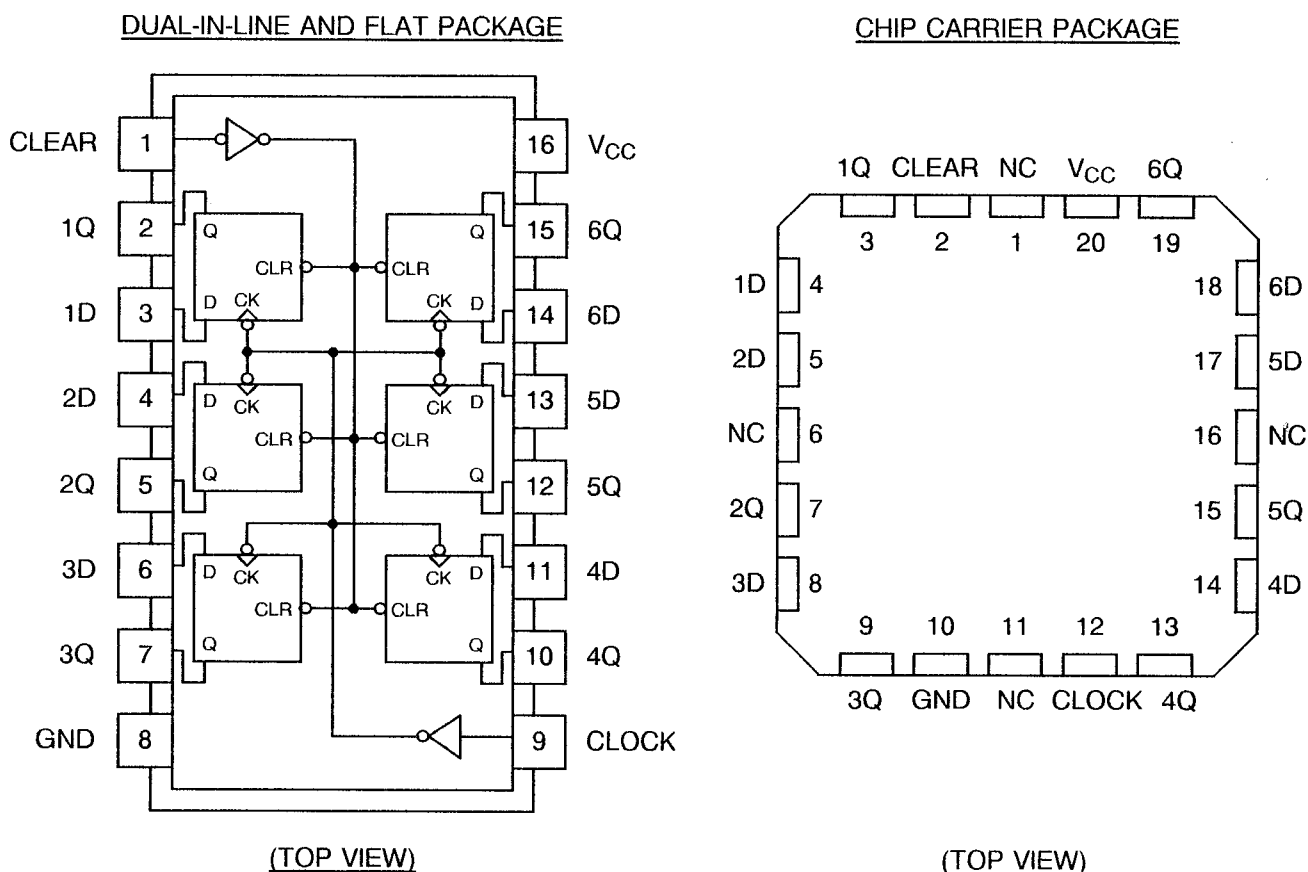 DUAL-IN-LINE AND FLAT PACKAGE
CLEAR 1 16 VCC
1Q 2 Q Q 15 6Q
CLR CLR
1D 3 D CK CK D 14 6D
2D 4 D CK CK D 13 5D
CLR CLR
2Q 5 Q Q 12 5Q
3D 6 D CK CK D 11 4D
CLR CLR
3Q 7 Q Q 10 4Q
GND 8 9 CLOCK
(TOP VIEW)
CHIP CARRIER PACKAGE
1Q CLEAR NC VCC 6Q
3 2 1 20 19
1D 4 18 6D
2D 5 17 5D
NC 6 16 NC
2Q 7 15 5Q
3D 8 14 4D
9 10 11 12 13
3Q GND NC CLOCK 4Q
(TOP VIEW)